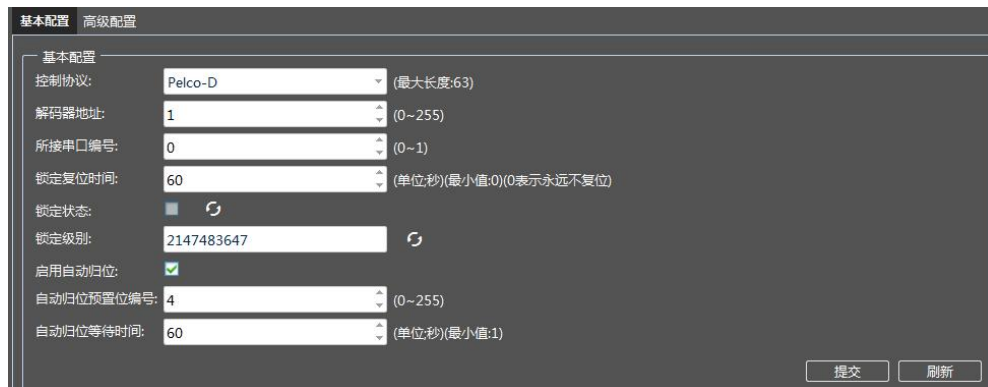 基本配置 高级配置
基本配置
控制协议: Pelco-D (最大长度:63)
解码器地址: 1 (0~255)
所接串口编号: 0 (0~1)
锁定复位时间: 60 (单位:秒)(最小值:0)(0表示永远不复位)
锁定状态:
锁定级别: 2147483647
启用自动归位:
自动归位预置位编号: 4 (0~255)
自动归位等待时间: 60 (单位:秒)(最小值:1)
提交 刷新